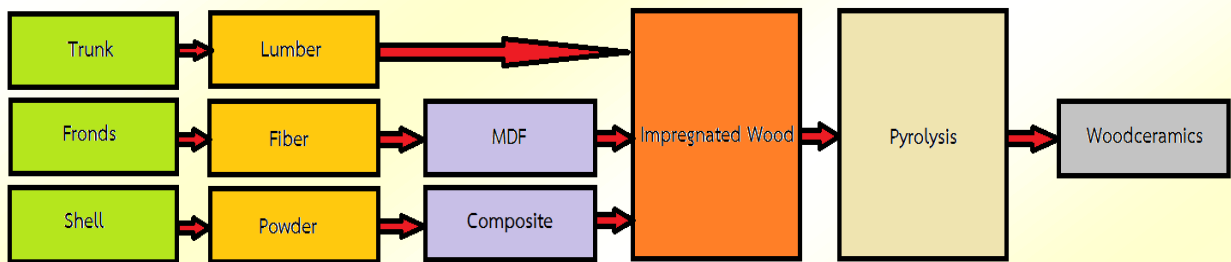 Trunk
Lumber
Fronds
Fiber
MDF
Impregnated Wood
Pyrolysis
Woodceramics
Shell
Powder
Composite